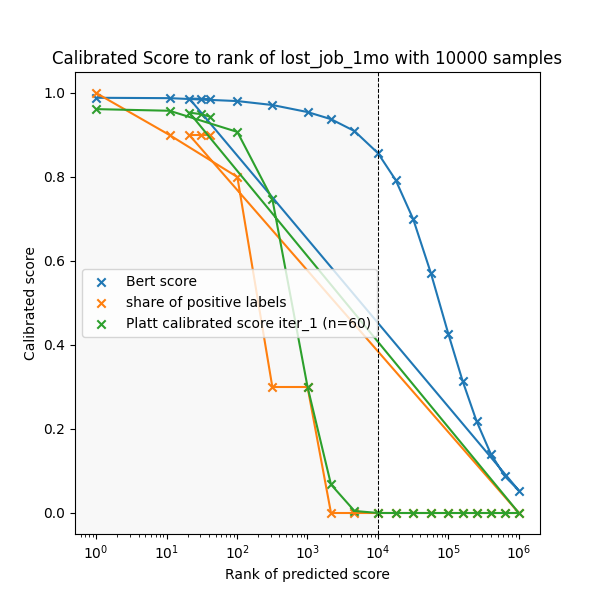 Calibrated Score to rank of lost_job_1mo with 10000 samples
1.0
0.8
0.6
0.4
0.2
0.0
Calibrated score
Bert score
share of positive labels
Platt calibrated score iter_1 (n=60)
10⁰ 10¹ 10² 10³ 10⁴ 10⁵ 10⁶
Rank of predicted score